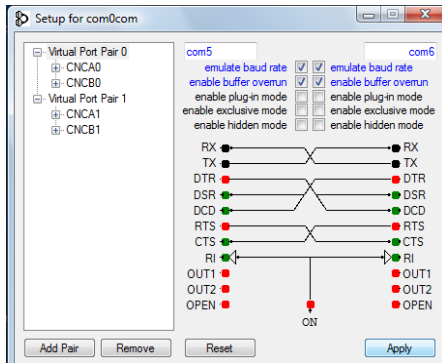 Setup for com0com
Virtual Port Pair 0
CNCA0
CNCB0
Virtual Port Pair 1
CNCA1
CNCB1
com5 com6
emulate baud rate emulate baud rate
enable buffer overrun enable buffer overrun
enable plug-in mode enable plug-in mode
enable exclusive mode enable exclusive mode
enable hidden mode enable hidden mode
RX RX
TX TX
DTR DTR
DSR DSR
DCD DCD
RTS RTS
CTS CTS
RI RI
OUT1 OUT1
OUT2 OUT2
OPEN OPEN
ON
Add Pair Remove Reset Apply